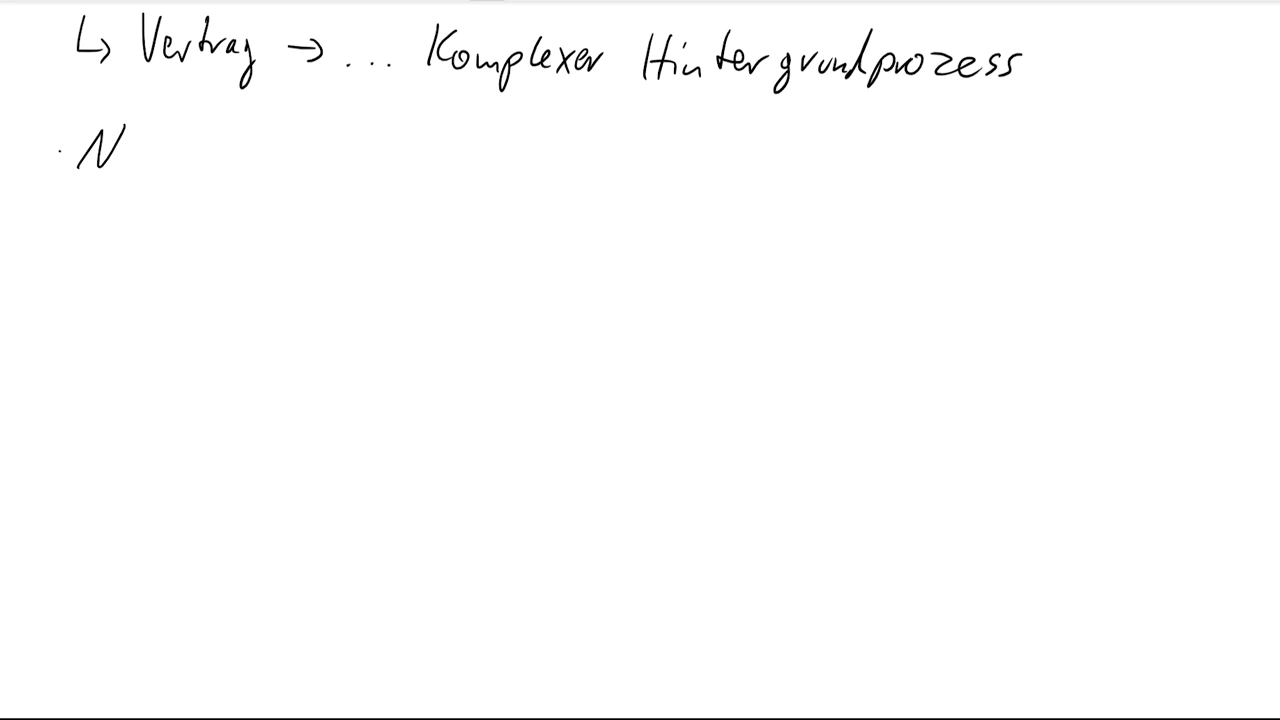 ↳ Vertrag → ... Komplexer Hintergrundprozess
· N